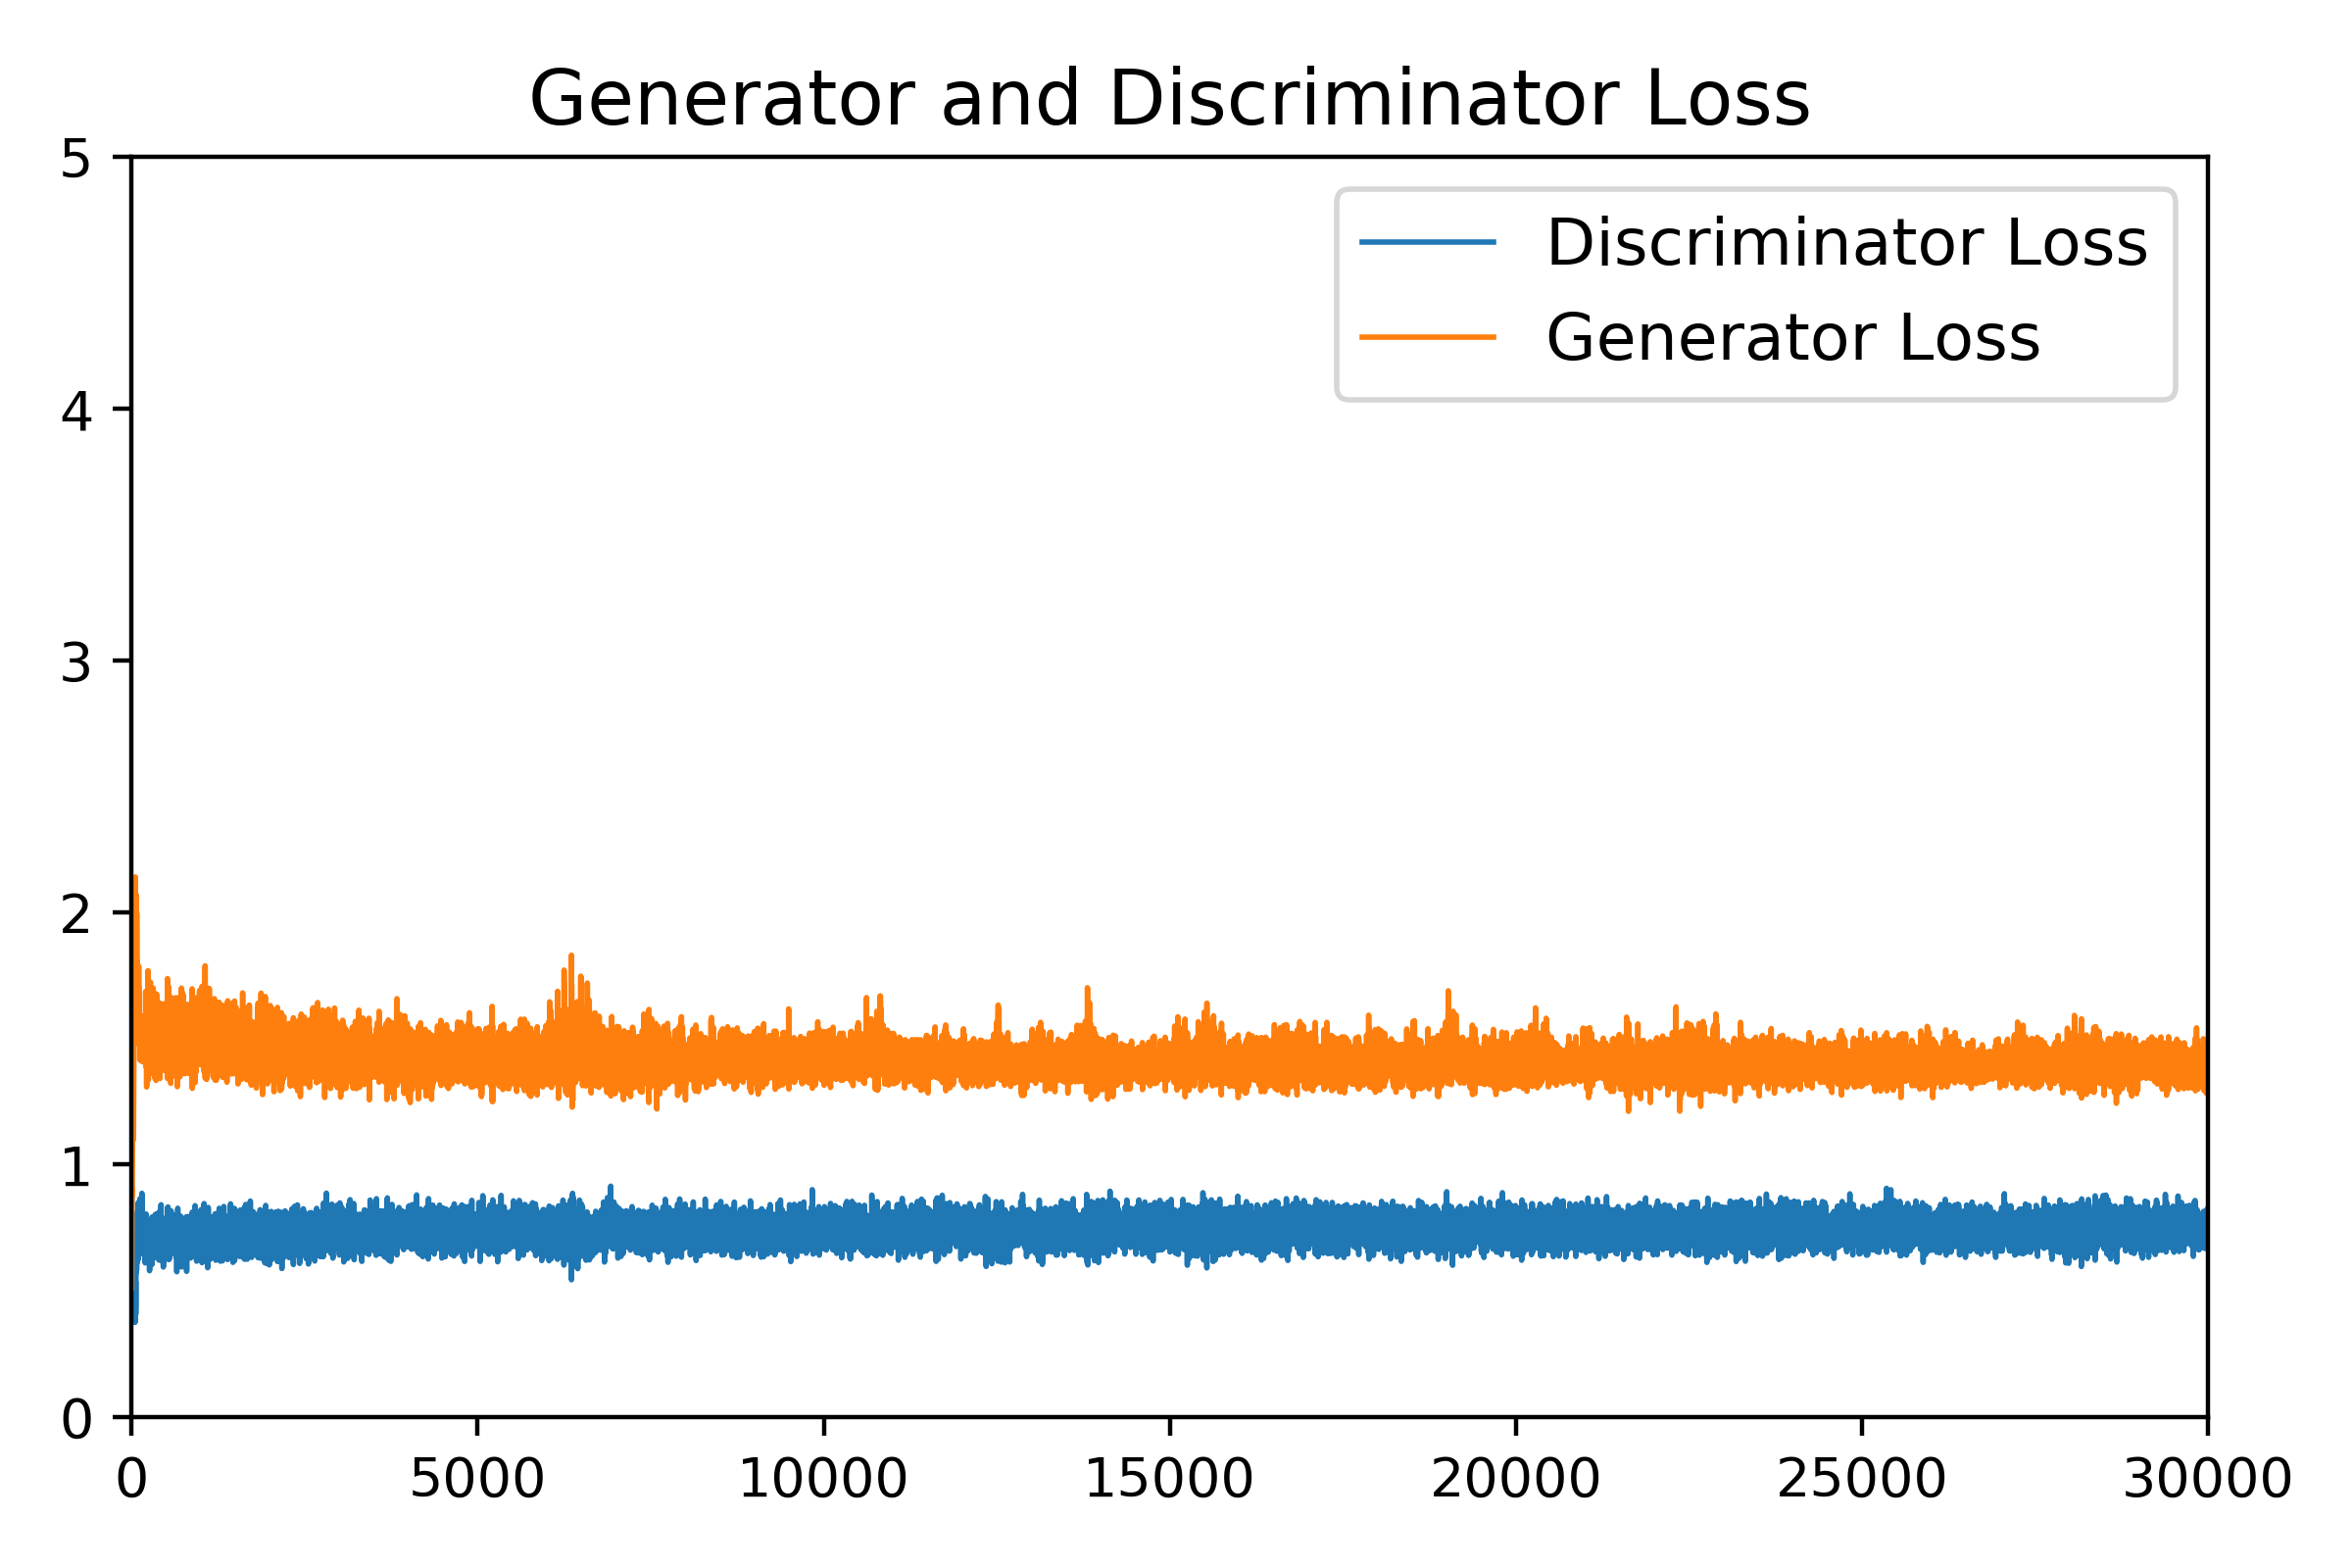 Generator and Discriminator Loss
5
Discriminator Loss
Generator Loss
4
3
2
1
0
0 5000 10000 15000 20000 25000 30000